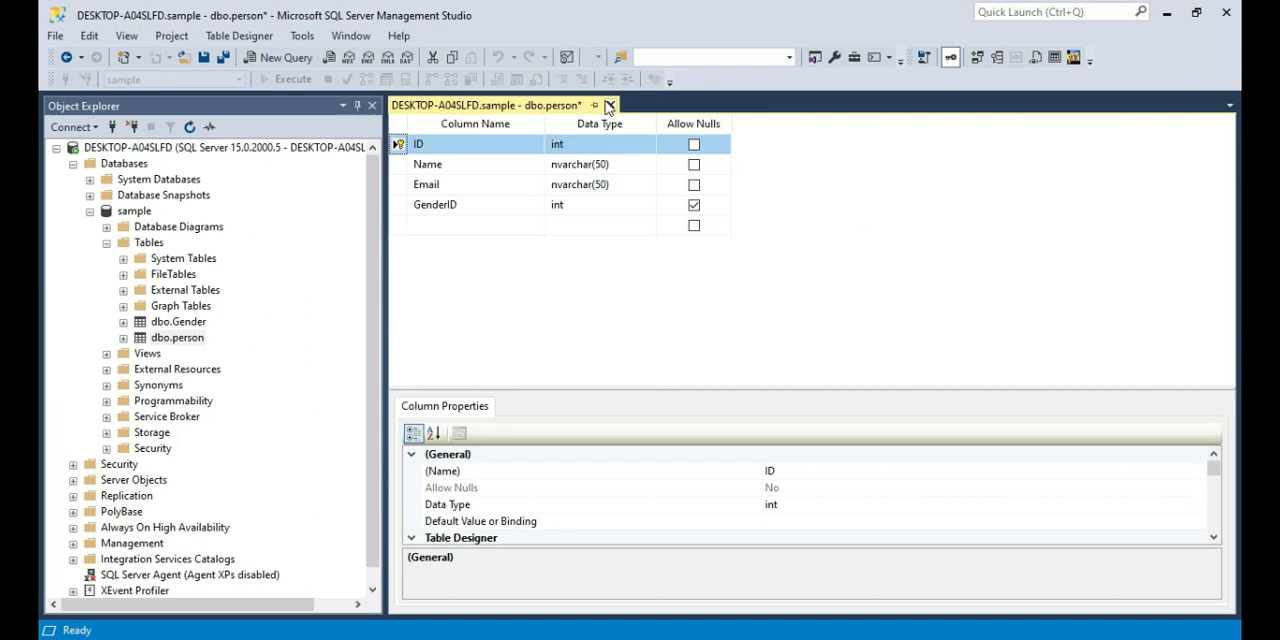 DESKTOP-A04SLFD.sample - dbo.person* - Microsoft SQL Server Management Studio
Quick Launch (Ctrl+Q)
File Edit View Project Table Designer Tools Window Help
New Query
sample Execute
Object Explorer
DESKTOP-A04SLFD.sample - dbo.person*
Connect
Column Name Data Type Allow Nulls
ID int
Name nvarchar(50)
Email nvarchar(50)
GenderID int
DESKTOP-A04SLFD (SQL Server 15.0.2000.5 - DESKTOP-A04SL
Databases
System Databases
Database Snapshots
sample
Database Diagrams
Tables
System Tables
FileTables
External Tables
Graph Tables
dbo.Gender
dbo.person
Views
External Resources
Synonyms
Programmability
Service Broker
Storage
Security
Security
Server Objects
Replication
PolyBase
Always On High Availability
Management
Integration Services Catalogs
SQL Server Agent (Agent XPs disabled)
XEvent Profiler
Column Properties
(General)
(Name) ID
Allow Nulls No
Data Type int
Default Value or Binding
Table Designer
(General)
Ready